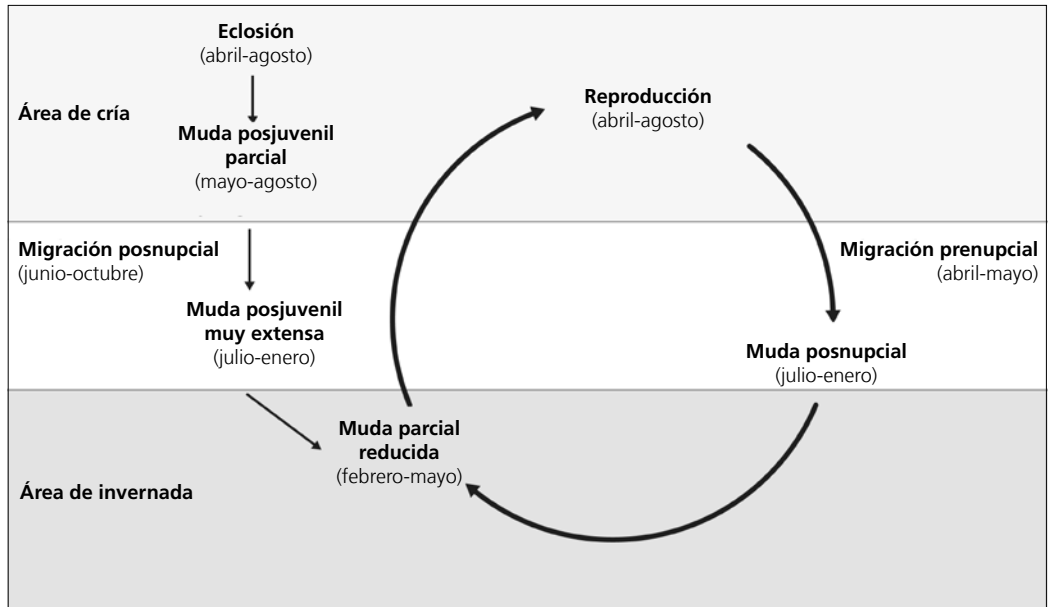 Eclosión
(abril-agosto)
Área de cría
Reproducción
(abril-agosto)
Muda posjuvenil
parcial
(mayo-agosto)
Migración posnupcial
(junio-octubre)
Migración prenupcial
(abril-mayo)
Muda posjuvenil
muy extensa
(julio-enero)
Muda posnupcial
(julio-enero)
Muda parcial
reducida
(febrero-mayo)
Área de invernada